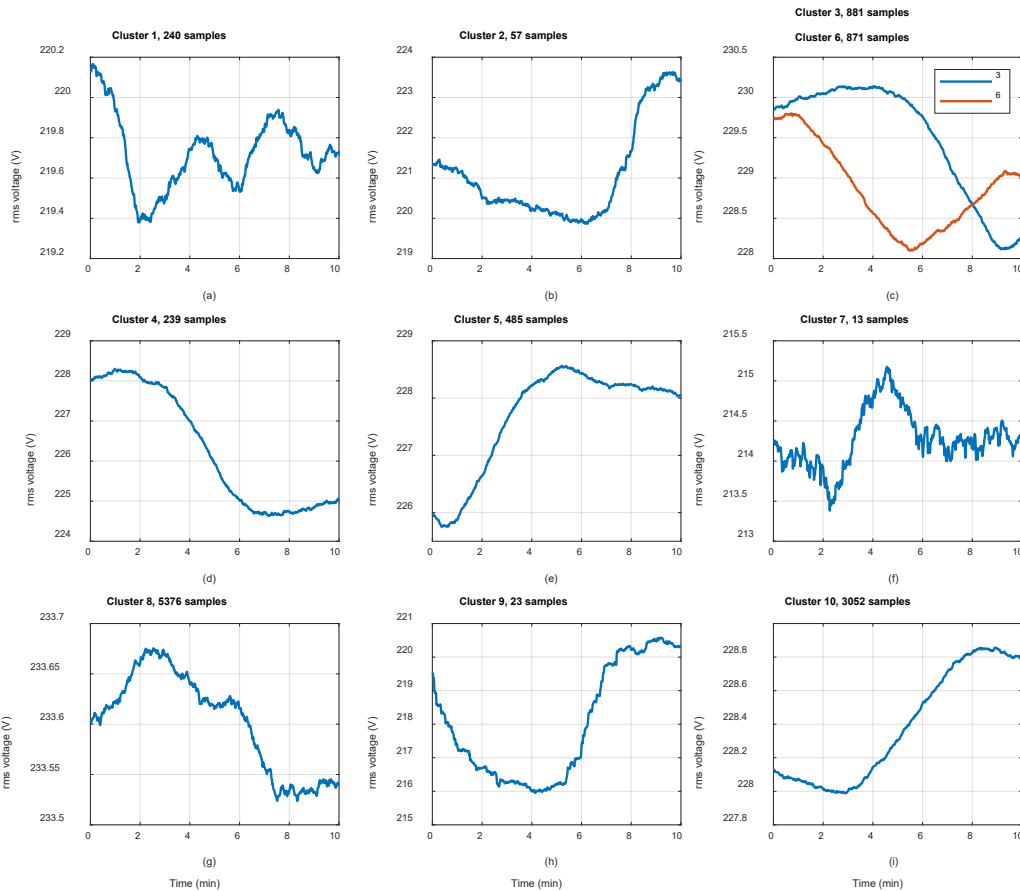 Cluster 3, 881 samples
Cluster 1, 240 samples
Cluster 2, 57 samples
Cluster 6, 871 samples
220.2
220
219.8
219.6
219.4
219.2
rms voltage (V)
0 2 4 6 8 10
(a)
224
223
222
221
220
219
rms voltage (V)
0 2 4 6 8 10
(b)
230.5
230
229.5
229
228.5
228
rms voltage (V)
3
6
0 2 4 6 8 10
(c)
Cluster 4, 239 samples
229
228
227
226
225
224
rms voltage (V)
0 2 4 6 8 10
(d)
Cluster 5, 485 samples
229
228
227
226
rms voltage (V)
0 2 4 6 8 10
(e)
Cluster 7, 13 samples
215.5
215
214.5
214
213.5
213
rms voltage (V)
0 2 4 6 8 10
(f)
Cluster 8, 5376 samples
233.7
233.65
233.6
233.55
233.5
rms voltage (V)
0 2 4 6 8 10
(g)
Time (min)
Cluster 9, 23 samples
221
220
219
218
217
216
215
rms voltage (V)
0 2 4 6 8 10
(h)
Time (min)
Cluster 10, 3052 samples
228.8
228.6
228.4
228.2
228
227.8
rms voltage (V)
0 2 4 6 8 10
(i)
Time (min)